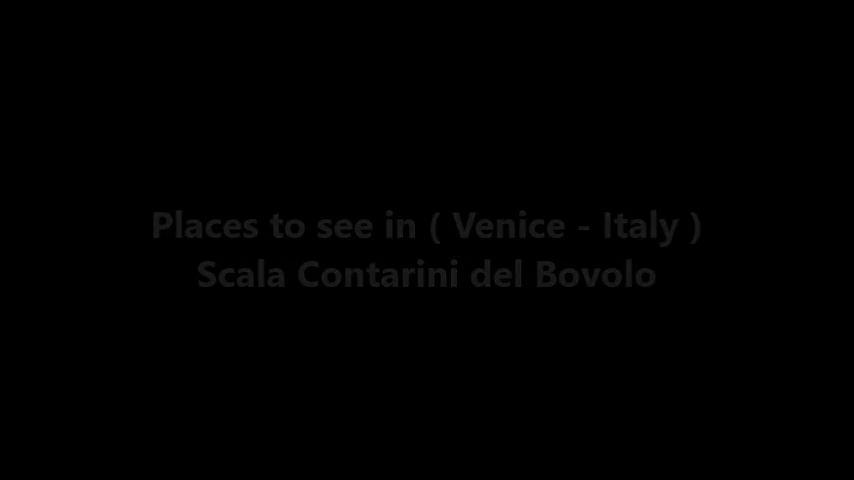 Places to see in ( Venice - Italy )
Scala Contarini del Bovolo